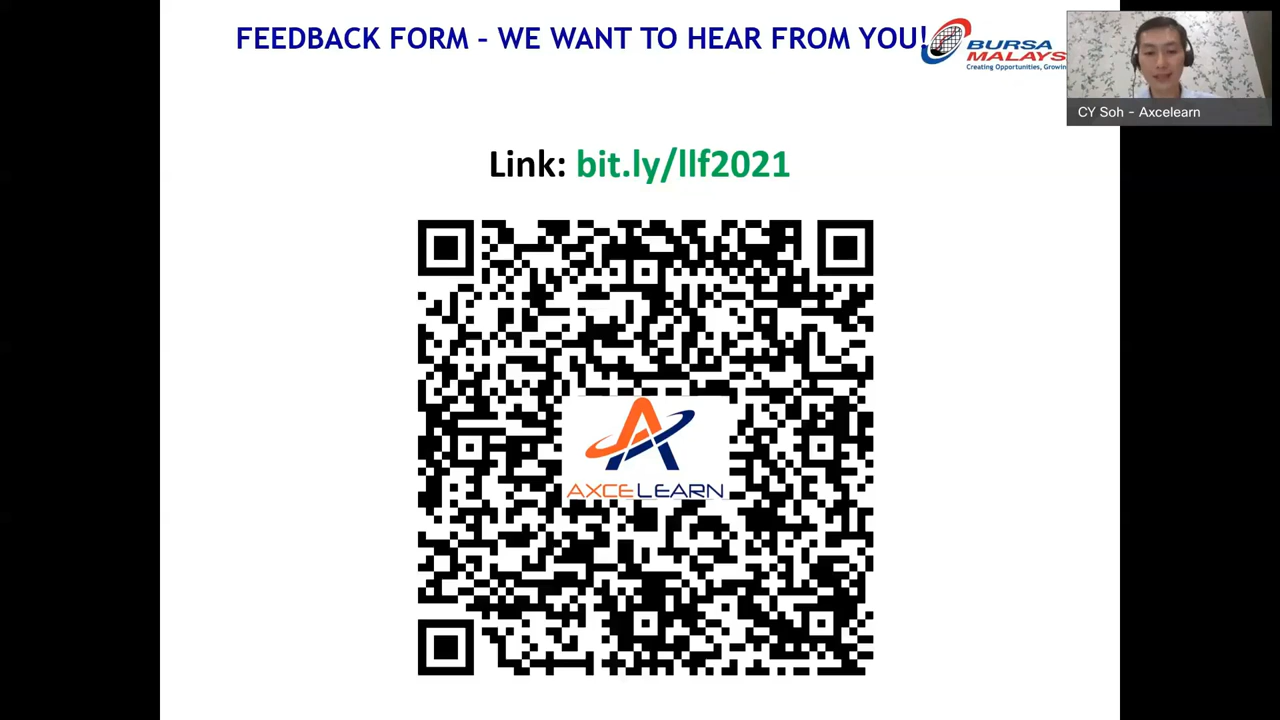 FEEDBACK FORM – WE WANT TO HEAR FROM YOU!
BURSA
MALAYS
Creating Opportunities, Growin
CY Soh - Axcelearn
Link: bit.ly/llf2021
AXCELEARN